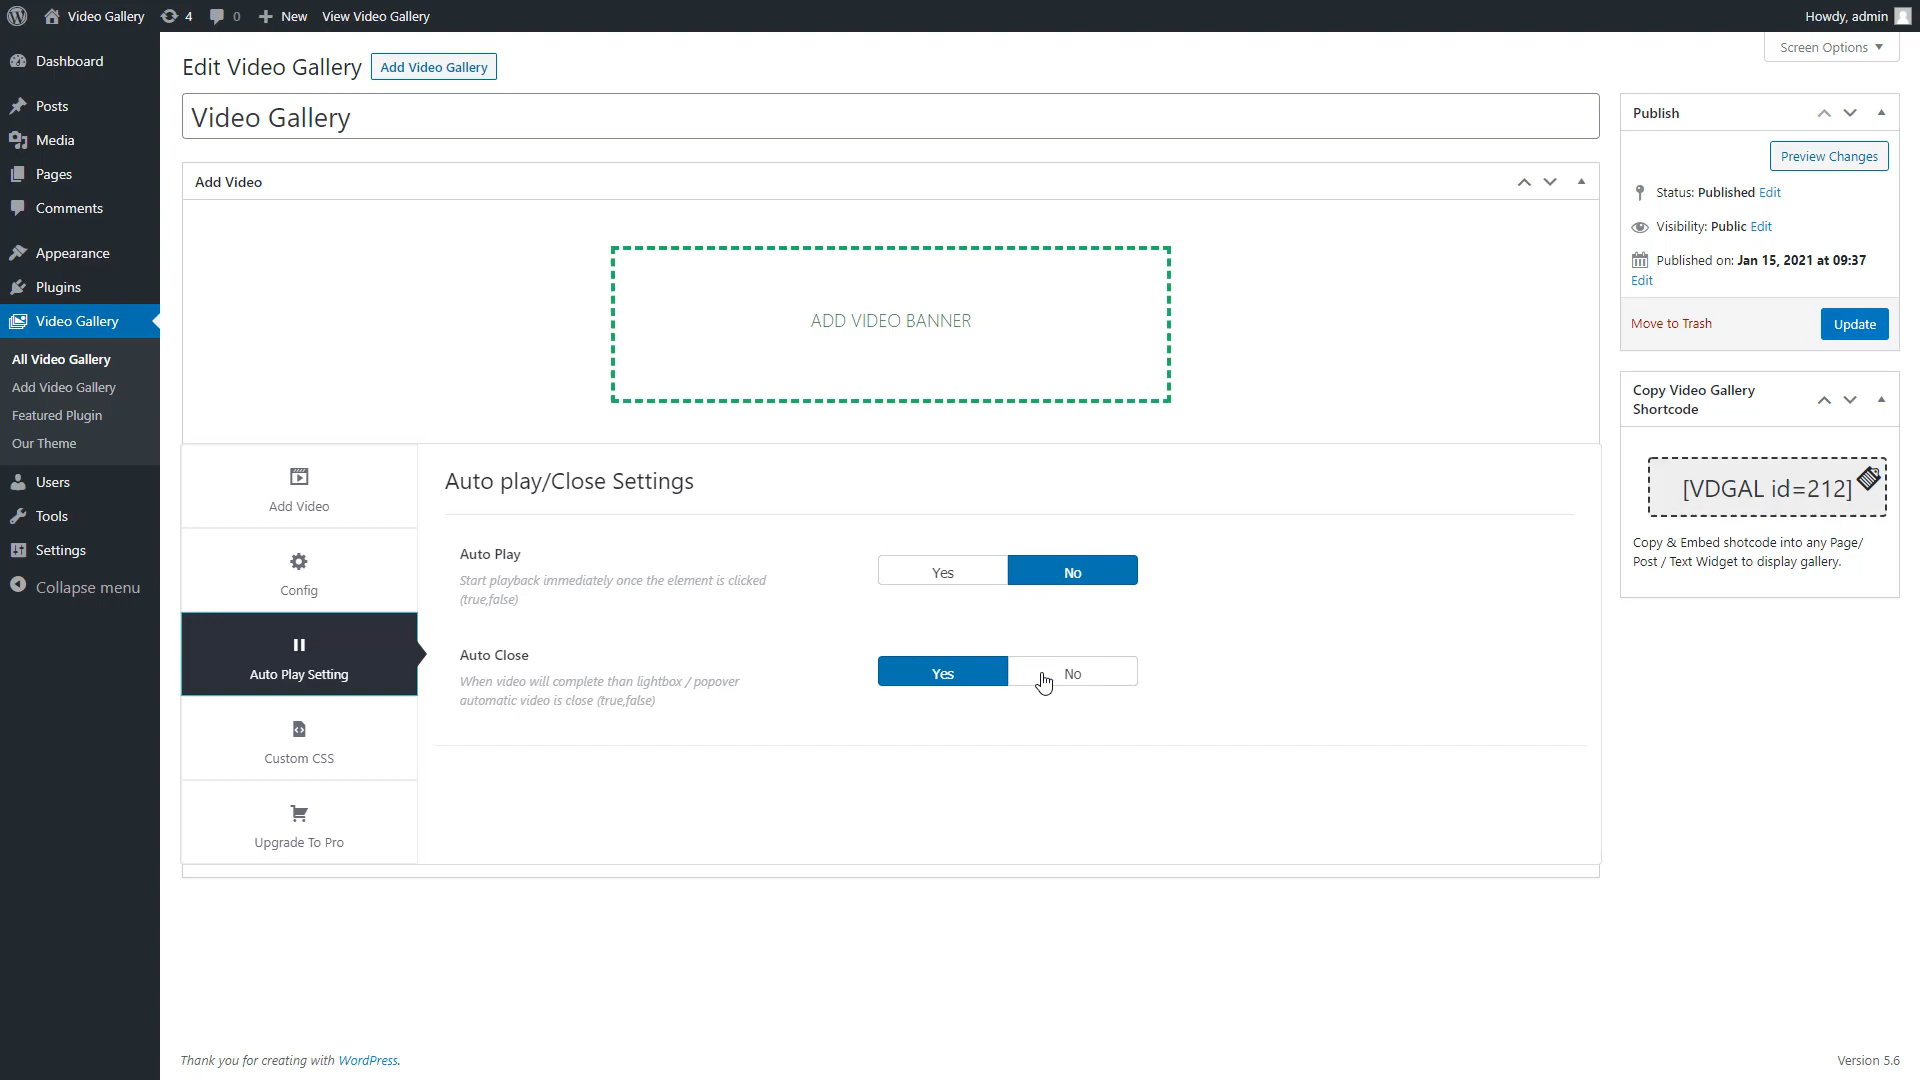 Video Gallery
4
0
New
View Video Gallery
Howdy, admin
Screen Options
Dashboard
Posts
Media
Pages
Comments
Appearance
Plugins
Video Gallery
All Video Gallery
Add Video Gallery
Featured Plugin
Our Theme
Users
Tools
Settings
Collapse menu
Edit Video Gallery
Add Video Gallery
Video Gallery
Add Video
ADD VIDEO BANNER
Add Video
Config
Auto Play Setting
Custom CSS
Upgrade To Pro
Auto play/Close Settings
Auto Play
Start playback immediately once the element is clicked
(true,false)
Yes
No
Auto Close
When video will complete than lightbox / popover
automatic video is close (true,false)
Yes
No
Publish
Preview Changes
Status: Published Edit
Visibility: Public Edit
Published on: Jan 15, 2021 at 09:37
Edit
Move to Trash
Update
Copy Video Gallery
Shortcode
[VDGAL id=212]
Copy & Embed shotcode into any Page/
Post / Text Widget to display gallery.
Thank you for creating with WordPress.
Version 5.6